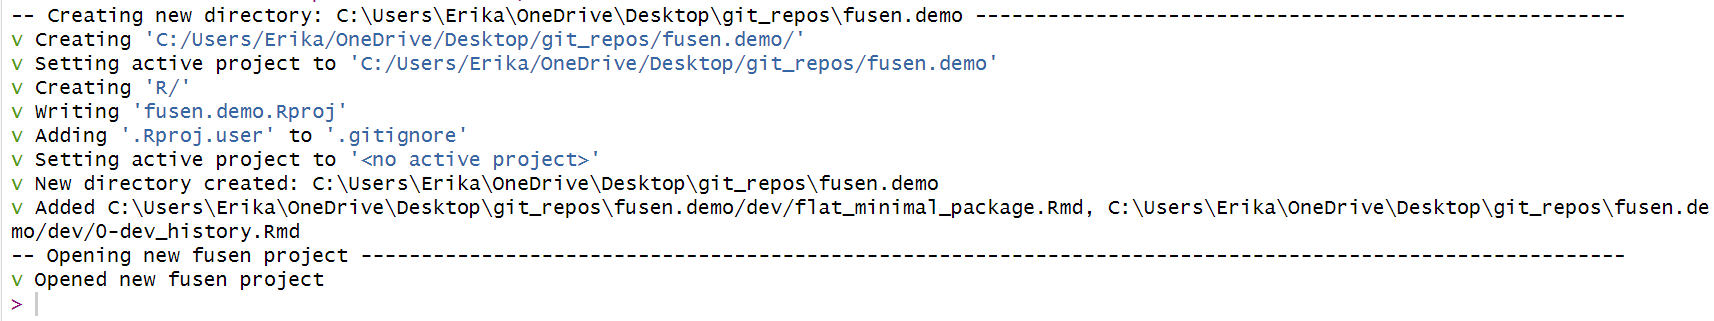 -- Creating new directory: C:\Users\Erika\OneDrive\Desktop\git_repos\fusen.demo ------------------------------------------------------
v Creating 'C:/Users/Erika/OneDrive/Desktop/git_repos/fusen.demo/'
v Setting active project to 'C:/Users/Erika/OneDrive/Desktop/git_repos/fusen.demo'
v Creating 'R/'
v Writing 'fusen.demo.Rproj'
v Adding '.Rproj.user' to '.gitignore'
v Setting active project to '<no active project>'
v New directory created: C:\Users\Erika\OneDrive\Desktop\git_repos\fusen.demo
v Added C:\Users\Erika\OneDrive\Desktop\git_repos\fusen.demo/dev/flat_minimal_package.Rmd, C:\Users\Erika\OneDrive\Desktop\git_repos\fusen.de
mo/dev/0-dev_history.Rmd
-- Opening new fusen project ---------------------------------------------------------------------------------------------------------
v Opened new fusen project
>